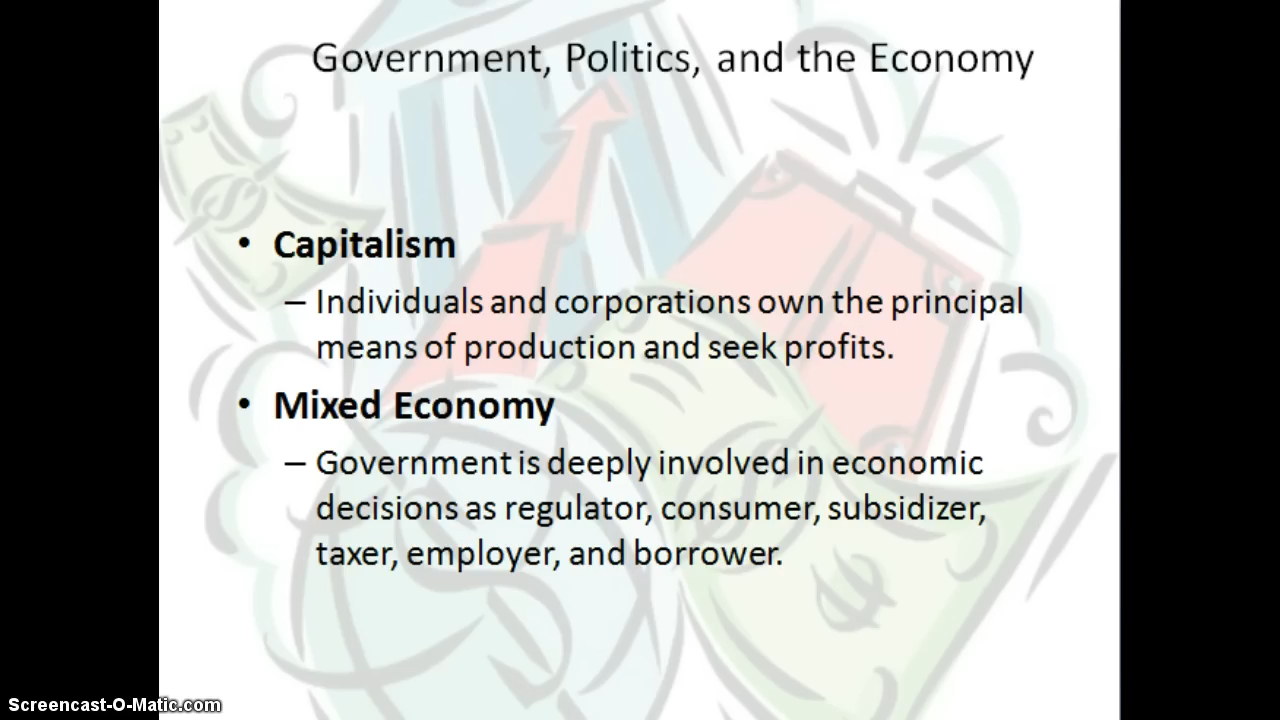 Government, Politics, and the Economy
• Capitalism
– Individuals and corporations own the principal
means of production and seek profits.
• Mixed Economy
– Government is deeply involved in economic
decisions as regulator, consumer, subsidizer,
taxer, employer, and borrower.
Screencast-O-Matic.com